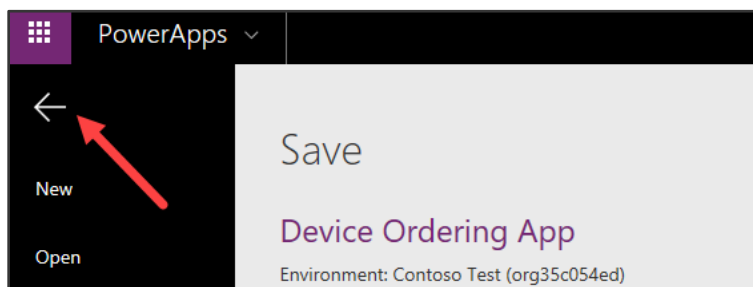 PowerApps
Save
New
Device Ordering App
Open
Environment: Contoso Test (org35c054ed)